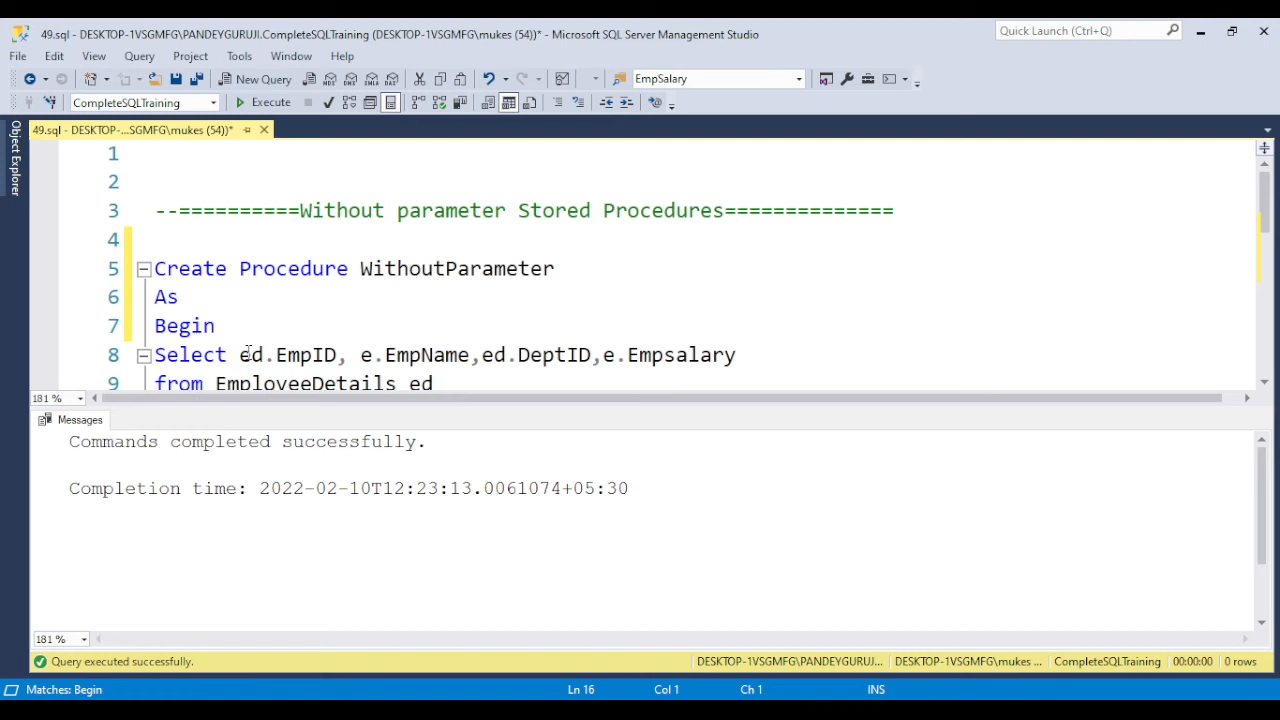 49.sql - DESKTOP-1VSGMFG\PANDEYGURUJI.CompleteSQLTraining (DESKTOP-1VSGMFG\mukes (54))* - Microsoft SQL Server Management Studio
Quick Launch (Ctrl+Q)
File Edit View Query Project Tools Window Help
New Query MDX DMX XMLA DAX EmpSalary
CompleteSQLTraining Execute
49.sql - DESKTOP-...SGMFG\mukes (54))*
Object Explorer
1
2
3 --==========Without parameter Stored Procedures==============
4
5 Create Procedure WithoutParameter
6 As
7 Begin
8 Select ed.EmpID, e.EmpName,ed.DeptID,e.Empsalary
9 from EmployeeDetails ed
181 %
Messages
Commands completed successfully.
Completion time: 2022-02-10T12:23:13.0061074+05:30
181 %
Query executed successfully. DESKTOP-1VSGMFG\PANDEYGURUJI... DESKTOP-1VSGMFG\mukes ... CompleteSQLTraining 00:00:00 0 rows
Matches: Begin Ln 16 Col 1 Ch 1 INS